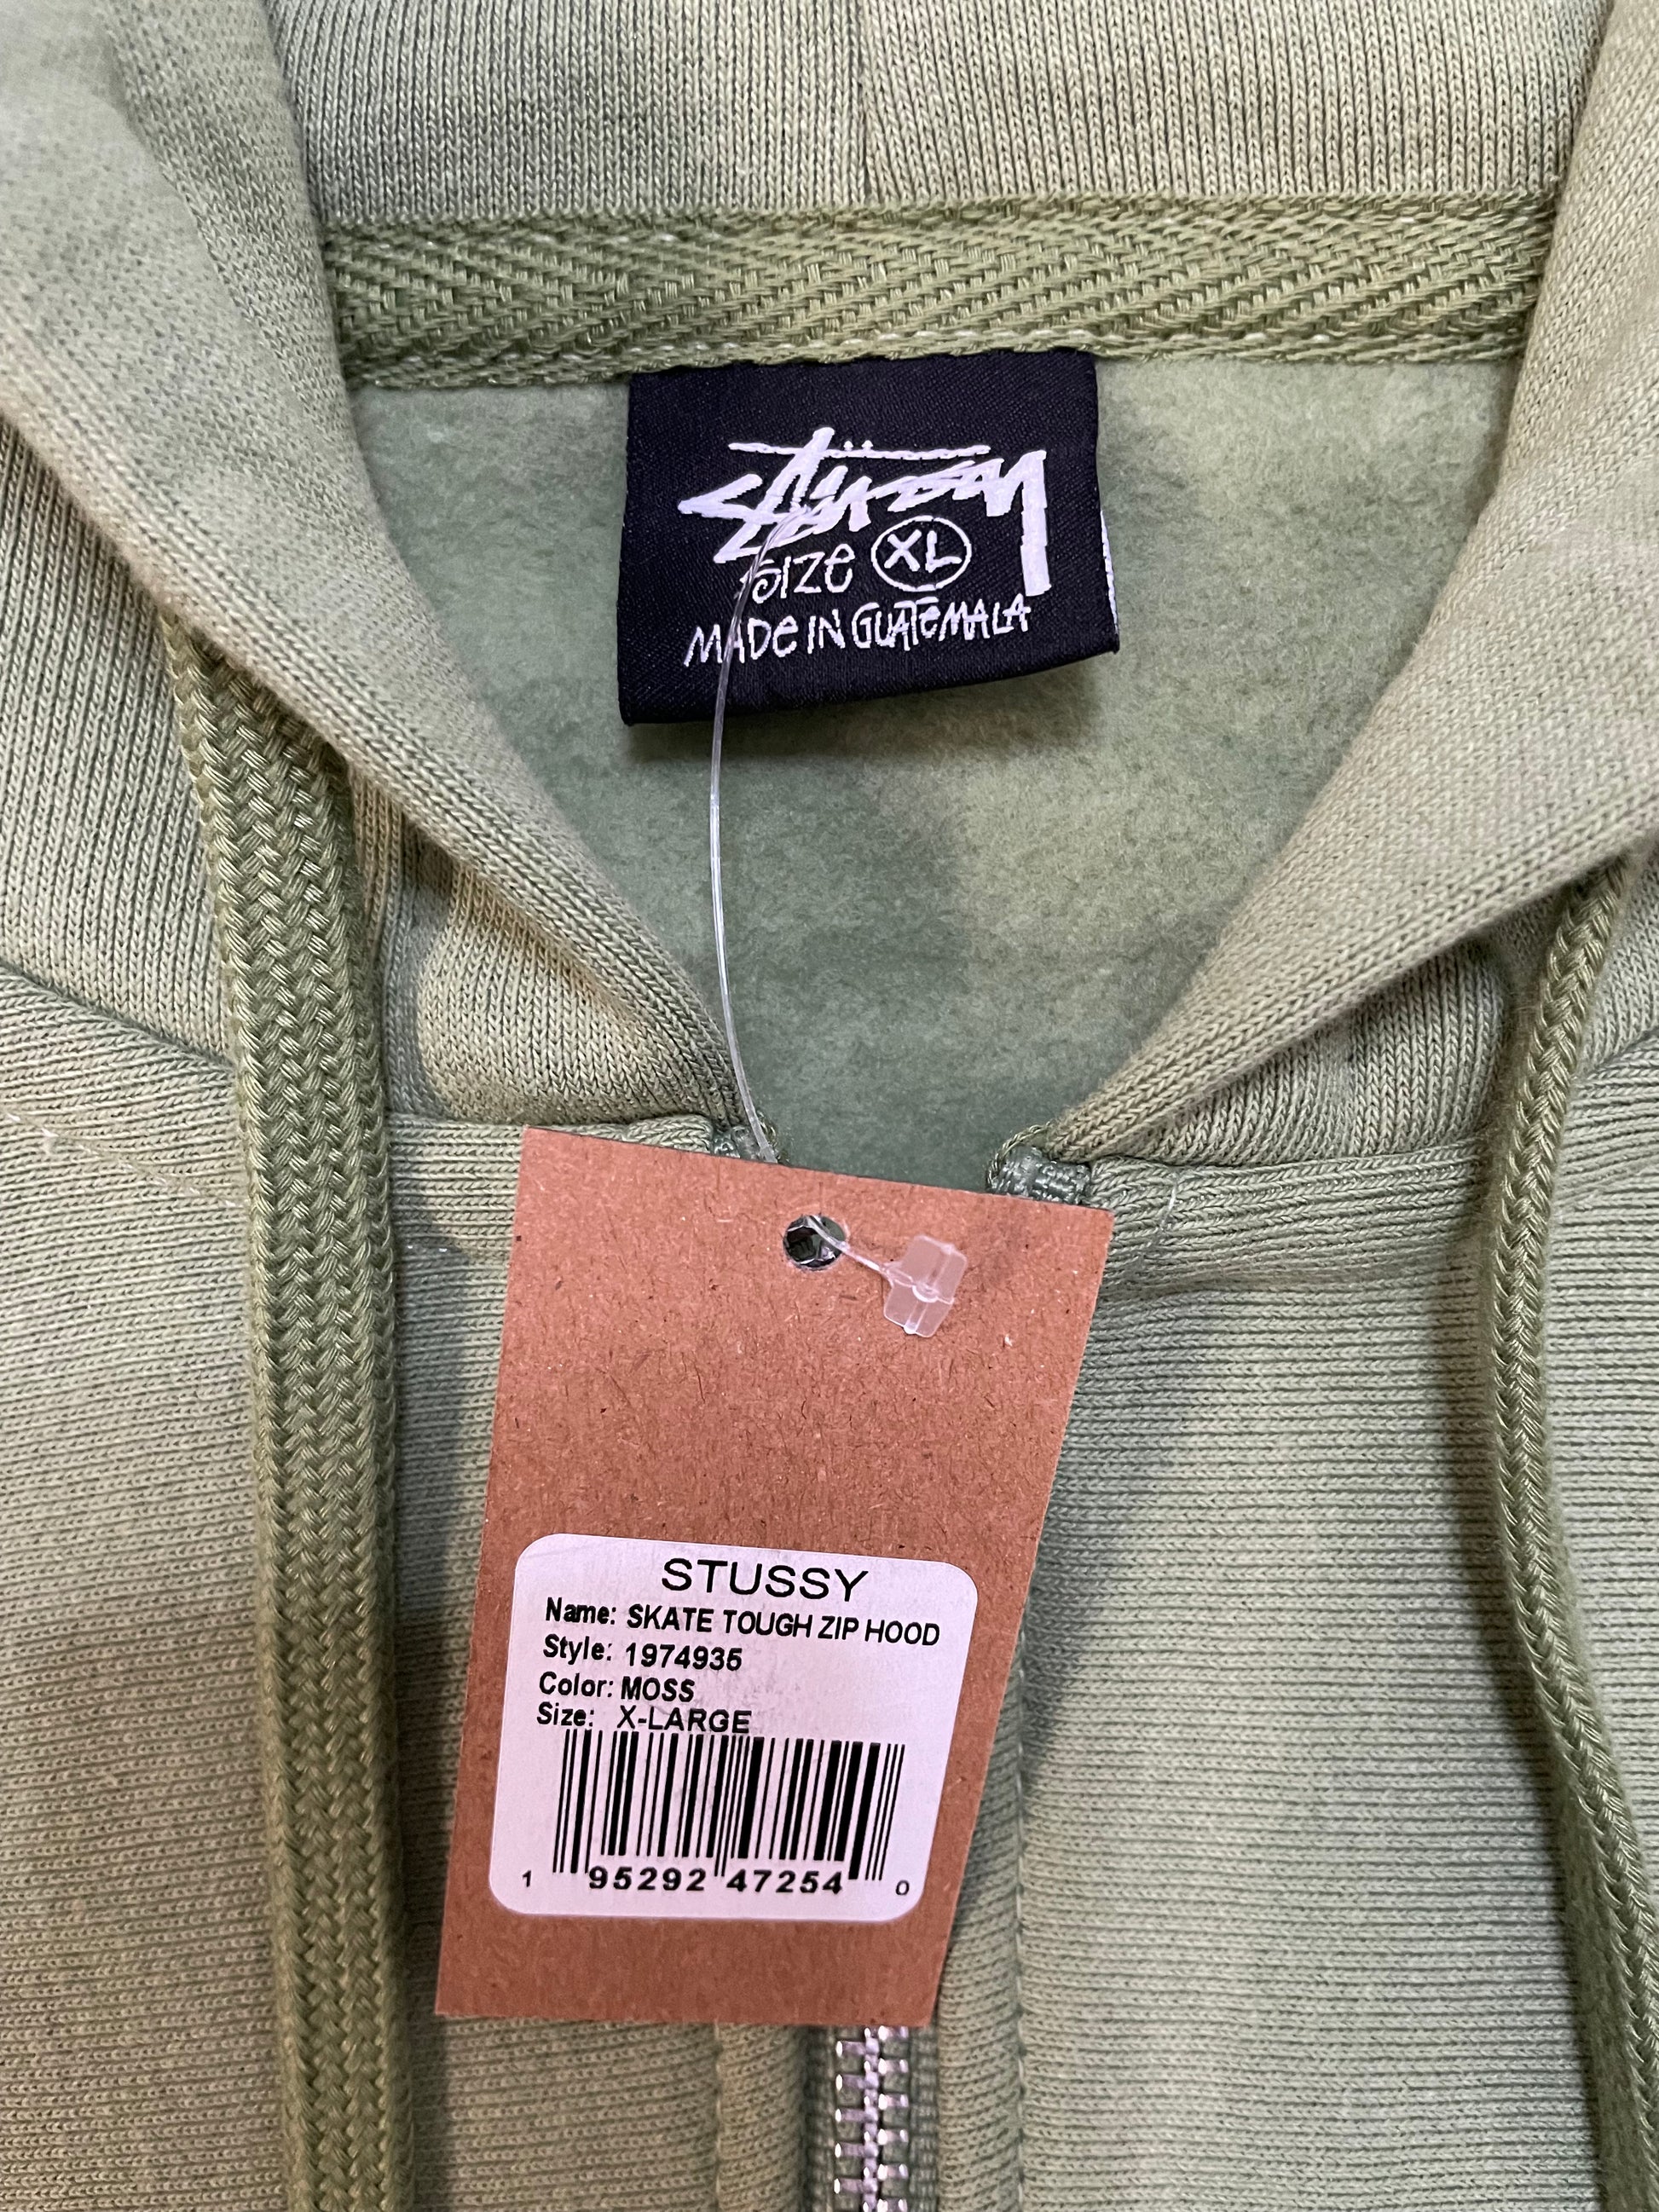 Stüssy
SIZE XL
MADE IN GUATEMALA
STUSSY
Name: SKATE TOUGH ZIP HOOD
Style: 1974935
Color: MOSS
Size: X-LARGE
1 95292 47254 0